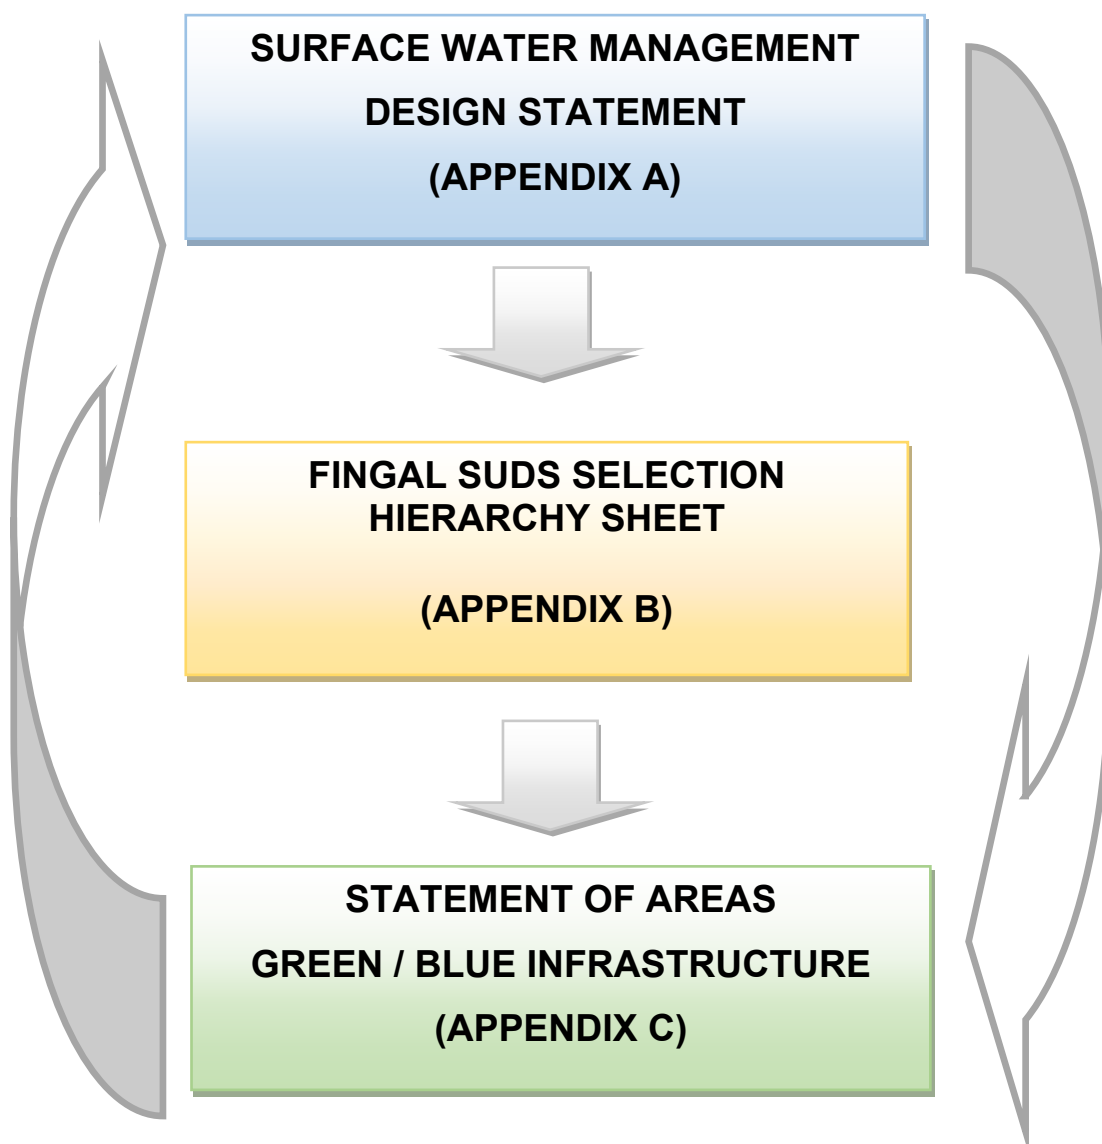 SURFACE WATER MANAGEMENT
DESIGN STATEMENT
(APPENDIX A)
FINGAL SUDS SELECTION
HIERARCHY SHEET
(APPENDIX B)
STATEMENT OF AREAS
GREEN / BLUE INFRASTRUCTURE
(APPENDIX C)